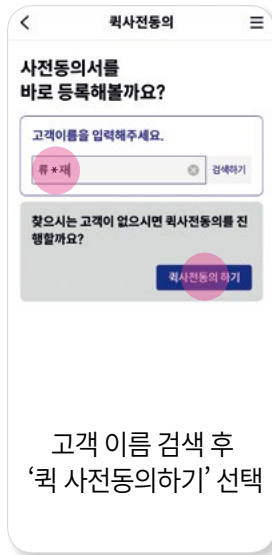 퀵사전동의
사전동의서를
바로 등록해볼까요?
고객이름을 입력해주세요.
류*재
검색하기
찾으시는 고객이 없으시면 퀵사전동의를 진
행할까요?
퀵사전동의 하기
고객 이름 검색 후
‘퀵 사전동의하기’ 선택